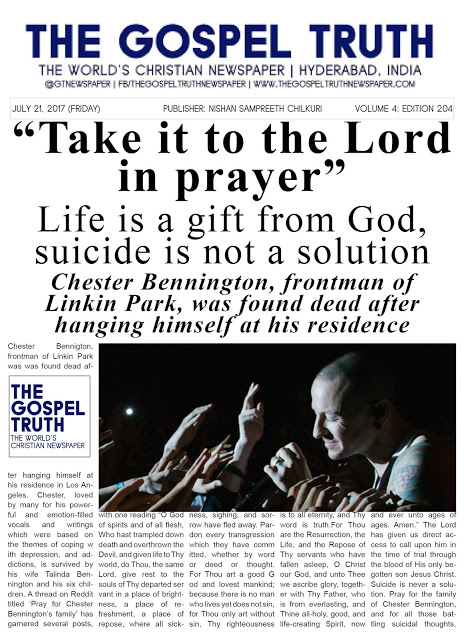 THE GOSPEL TRUTH
THE WORLD'S CHRISTIAN NEWSPAPER | HYDERABAD, INDIA
@GTNEWSPAPER | FB/THEGOSPELTRUTHNEWSPAPER | WWW.THEGOSPELTRUTHNEWSPAPER.COM
JULY 21, 2017 (FRIDAY) PUBLISHER: NISHAN SAMPREETH CHILKURI VOLUME 4; EDITION 204
“Take it to the Lord
in prayer”
Life is a gift from God,
suicide is not a solution
Chester Bennington, frontman of
Linkin Park, was found dead after
hanging himself at his residence
Chester Bennigton,
frontman of Linkin Park
was was found dead af-
THE
GOSPEL
TRUTH
THE WORLD'S
CHRISTIAN NEWSPAPER
ter hanging himself at
his residence in Los An-
geles. Chester, loved
by many for his power-
ful and emotion-filled
vocals and writings
which were based on
the themes of coping w
ith depression, and ad-
dictions, is survived by
his wife Talinda Ben-
nington and his six chil-
dren. A thread on Reddit
titled ‘Pray for Chester
Bennington’s family’ has
garnered several posts,
with one reading “O God
of spirits and of all flesh,
Who hast trampled down
death and overthrown the
Devil, and given life to Thy
world, do Thou, the same
Lord, give rest to the
souls of Thy departed ser
vant in a place of bright-
ness, a place of re-
freshment, a place of
repose, where all sick-
ness, sighing, and sor-
row have fled away. Par-
don every transgression
which they have comm
itted, whether by word
or deed or thought.
For Thou art a good G
od and lovest mankind;
because there is no man
who lives yet does not sin,
for Thou only art without
sin, Thy righteousness
is to all eternity, and Thy
word is truth.For Thou
are the Resurrection, the
Life, and the Repose of
Thy servants who have
fallen asleep, O Christ
our God, and unto Thee
we ascribe glory, togeth-
er with Thy Father, who
is from everlasting, and
Thine all-holy, good, and
life-creating Spirit, now
and ever unto ages of
ages. Amen.” The Lord
has given us direct ac-
cess to call upon him in
the time of trial through
the blood of His only be-
gotten son Jesus Christ.
Suicide is never a solu-
tion. Pray for the family
of Chester Bennington,
and for all those bat-
tling suicidal thoughts.